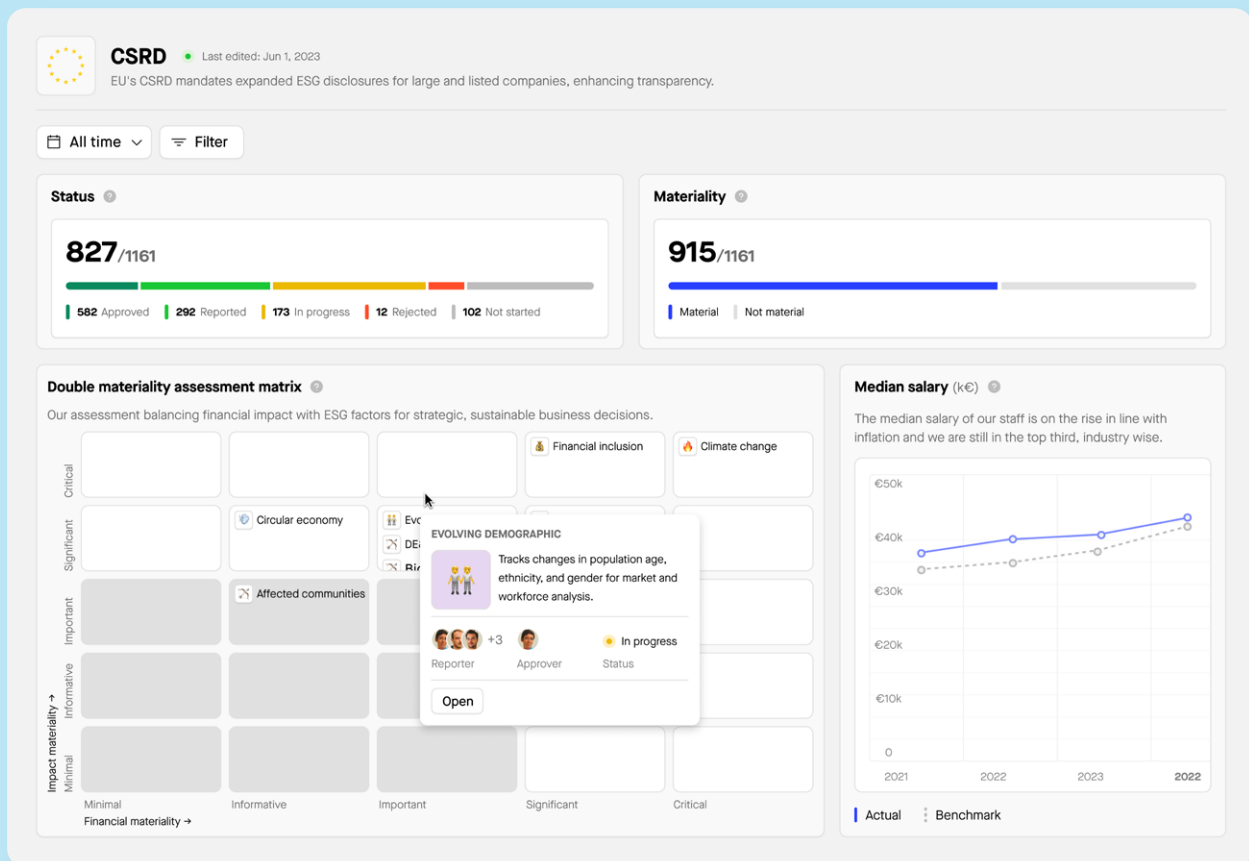 CSRD
Last edited: Jun 1, 2023
EU's CSRD mandates expanded ESG disclosures for large and listed companies, enhancing transparency.
All time
Filter
Status ?
827/1161
582 Approved
292 Reported
173 In progress
12 Rejected
102 Not started
Materiality ?
915/1161
Material
Not material
Double materiality assessment matrix ?
Our assessment balancing financial impact with ESG factors for strategic, sustainable business decisions.
Impact materiality →
Critical
Financial inclusion
Climate change
Significant
Circular economy
Important
Affected communities
Informative
Minimal
EVOLVING DEMOGRAPHIC
Tracks changes in population age,
ethnicity, and gender for market and
workforce analysis.
+3
Reporter
Approver
In progress
Status
Open
Minimal
Informative
Important
Significant
Critical
Financial materiality →
Median salary (k€) ?
The median salary of our staff is on the rise in line with
inflation and we are still in the top third, industry wise.
€50k
€40k
€30k
€20k
€10k
0
2021
2022
2023
2022
Actual
Benchmark